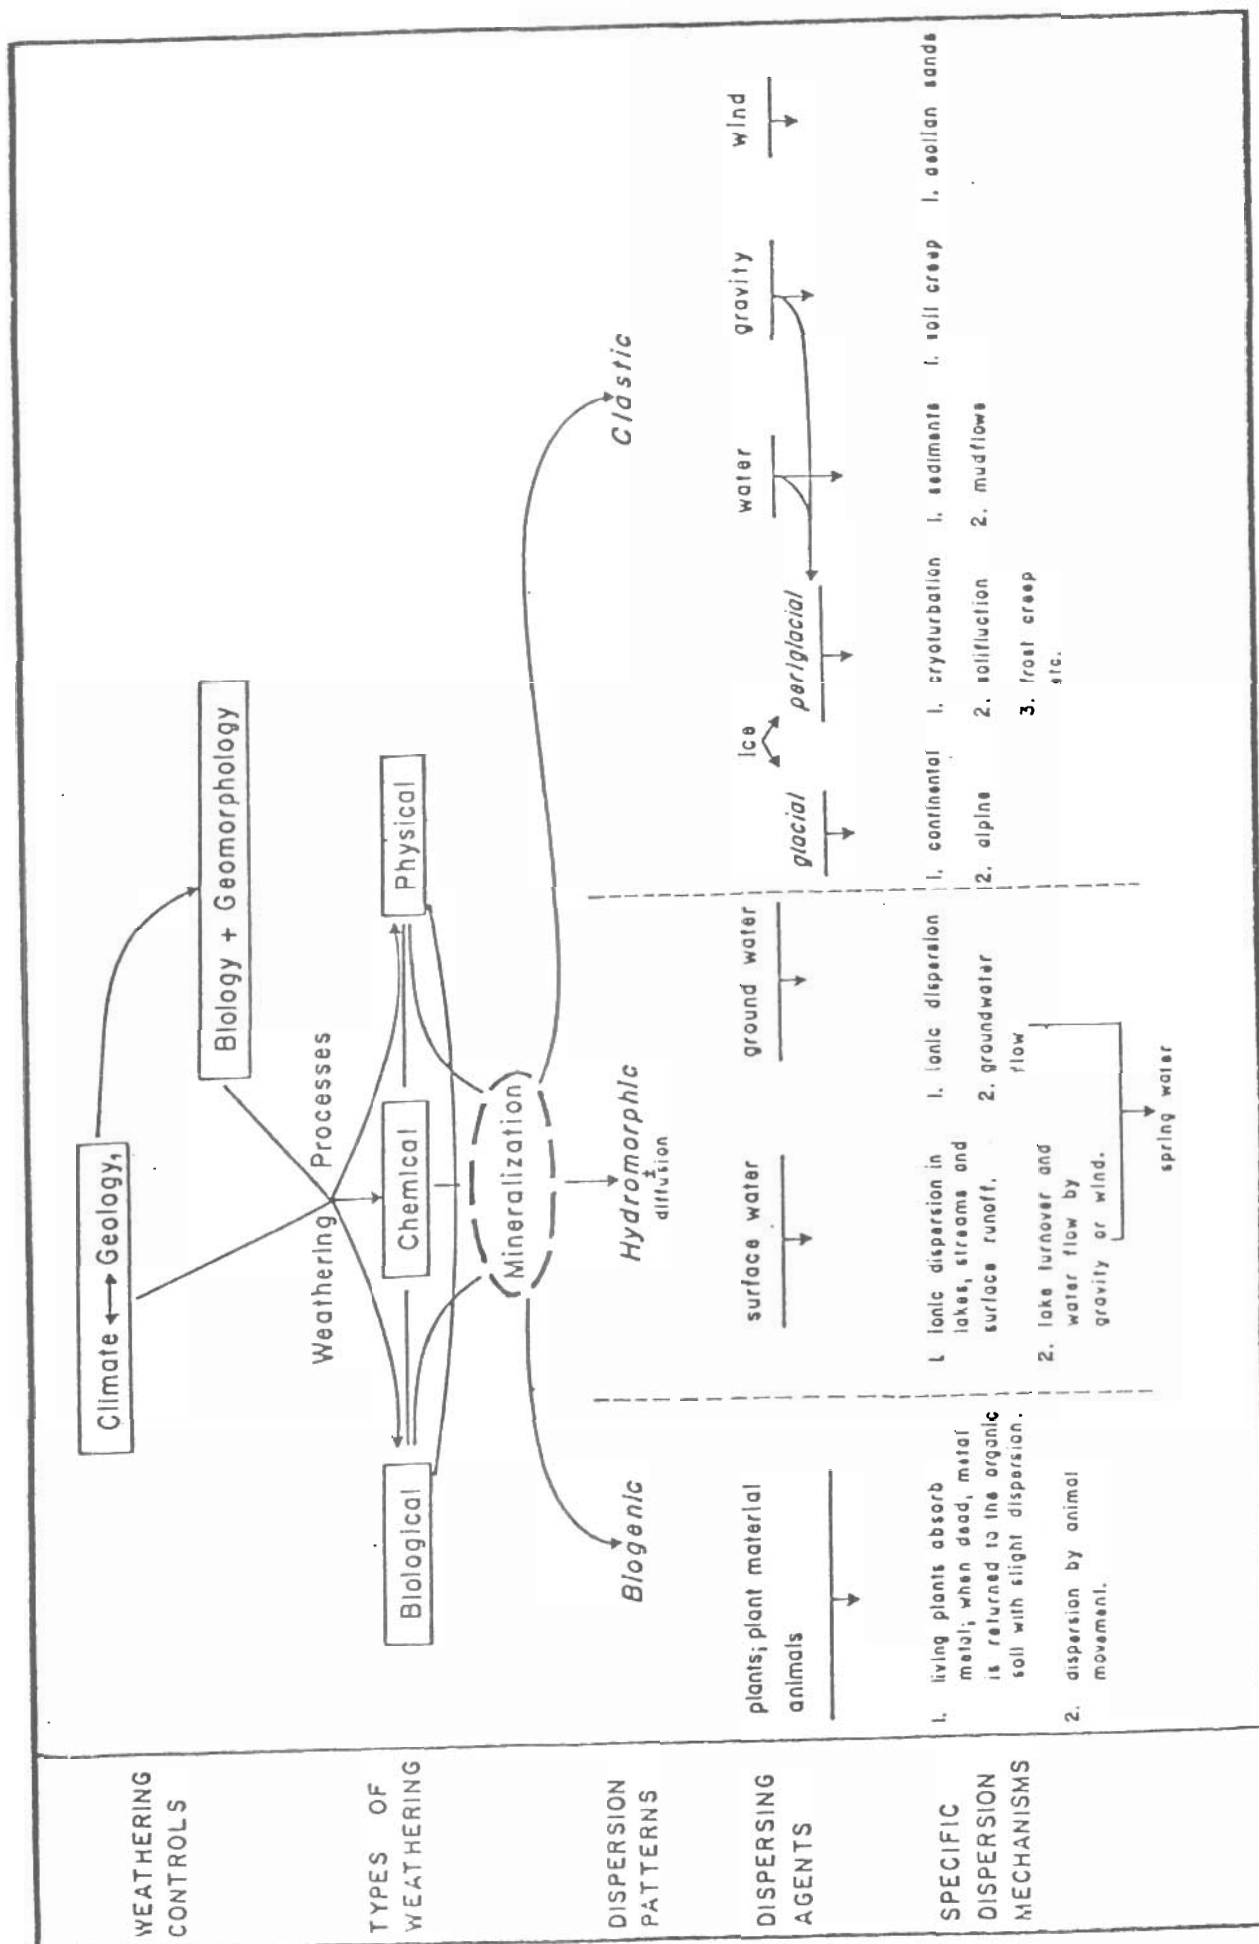 WEATHERING
CONTROLS
Climate ⟷ Geology,
Biology + Geomorphology
Weathering Processes
TYPES OF
WEATHERING
Biological
Chemical
Physical
Mineralization
DISPERSION
PATTERNS
Biogenic
Hydromorphic
±
diffusion
Clastic
DISPERSING
AGENTS
plants; plant material
animals
surface water
ground water
Ice
glacial
periglacial
water
gravity
wind
SPECIFIC
DISPERSION
MECHANISMS
1. living plants absorb
metal; when dead, metal
is returned to the organic
soil with slight dispersion.
2. dispersion by animal
movement.
1. ionic dispersion in
lakes, streams and
surface runoff.
2. lake turnover and
water flow by
gravity or wind.
1. ionic dispersion
2. groundwater
flow
spring water
1. continental
2. alpine
1. cryoturbation
2. solifluction
3. frost creep
etc.
1. sediments
2. mudflows
1. soil creep
1. aeolian sands